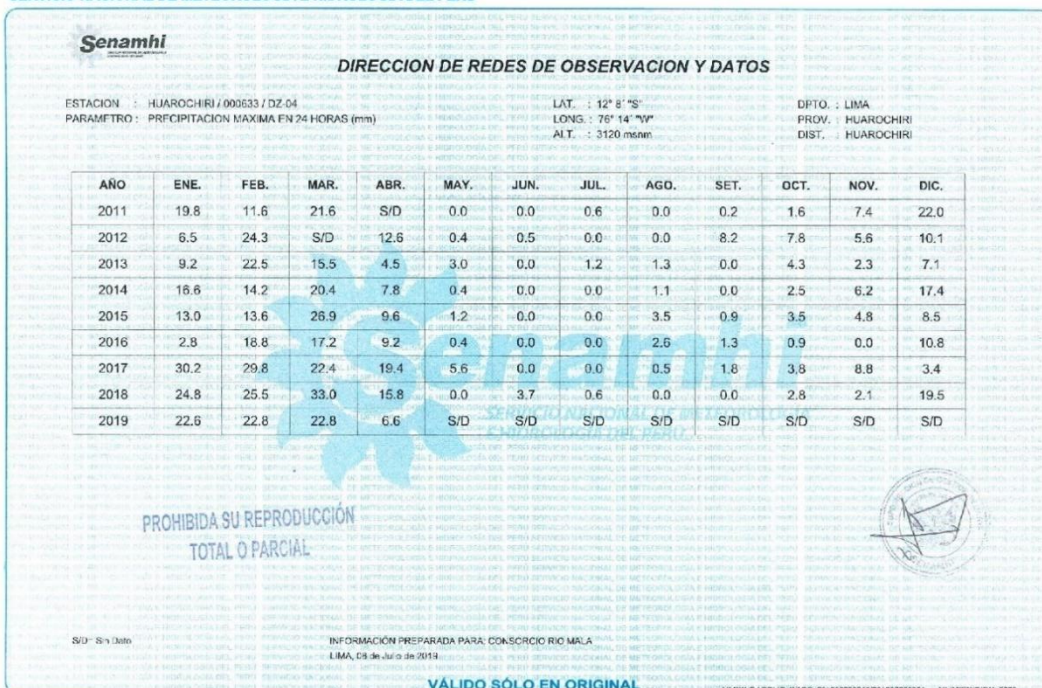 Senamhi
DIRECCION DE REDES DE OBSERVACION Y DATOS
ESTACION : HUAROCHIRI / 000633 / DZ-04 LAT. : 12° 8' "S" DPTO. : LIMA
PARAMETRO : PRECIPITACION MAXIMA EN 24 HORAS (mm) LONG. : 76° 14' "W" PROV. : HUAROCHIRI
ALT. : 3120 msnm DIST. : HUAROCHIRI
AÑO ENE. FEB. MAR. ABR. MAY. JUN. JUL. AGO. SET. OCT. NOV. DIC.
2011 19.8 11.6 21.6 S/D 0.0 0.0 0.6 0.0 0.2 1.6 7.4 22.0
2012 6.5 24.3 S/D 12.6 0.4 0.5 0.0 0.0 8.2 7.8 5.6 10.1
2013 9.2 22.5 15.5 4.5 3.0 0.0 1.2 1.3 0.0 4.3 2.3 7.1
2014 16.6 14.2 20.4 7.8 0.4 0.0 0.0 1.1 0.0 2.5 6.2 17.4
2015 13.0 13.6 26.9 9.6 1.2 0.0 0.0 3.5 0.9 3.5 4.8 8.5
2016 2.8 18.8 17.2 9.2 0.4 0.0 0.0 2.6 1.3 0.9 0.0 10.8
2017 30.2 29.8 22.4 19.4 5.6 0.0 0.0 0.5 1.8 3.8 8.8 3.4
2018 24.8 25.5 33.0 15.8 0.0 3.7 0.6 0.0 0.0 2.8 2.1 19.5
2019 22.6 22.8 22.8 6.6 S/D S/D S/D S/D S/D S/D S/D S/D
Senamhi
SERVICIO NACIONAL DE METEOROLOGIA
E HIDROLOGIA DEL PERU
PROHIBIDA SU REPRODUCCIÓN
TOTAL O PARCIAL
S/D : Sin Dato INFORMACIÓN PREPARADA PARA: CONSORCIO RIO MALA
LIMA, 08 de Julio de 2019
VÁLIDO SÓLO EN ORIGINAL